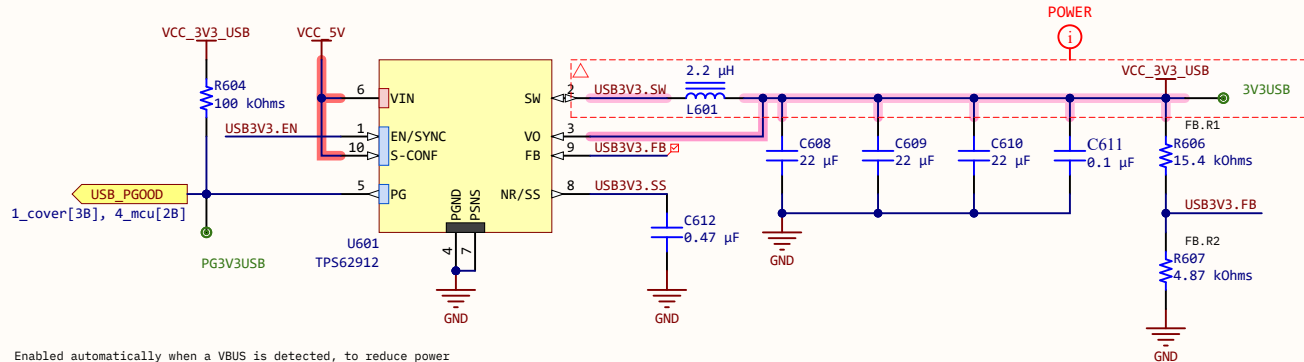 POWER
i
VCC_3V3_USB
VCC_5V
R604
100 kOhms
6
VIN
SW
2
USB3V3.SW
2.2 µH
L601
VCC_3V3_USB
3V3USB
USB3V3.EN
1
EN/SYNC
VO
3
10
S-CONF
FB
9
USB3V3.FB
C608
22 µF
C609
22 µF
C610
22 µF
C611
0.1 µF
FB.R1
R606
15.4 kOhms
USB_PGOOD
1_cover[3B], 4_mcu[2B]
5
PG
PGND
PSNS
NR/SS
8
USB3V3.SS
USB3V3.FB
C612
0.47 µF
U601
TPS62912
4
7
PG3V3USB
GND
GND
GND
FB.R2
R607
4.87 kOhms
GND
Enabled automatically when a VBUS is detected, to reduce power